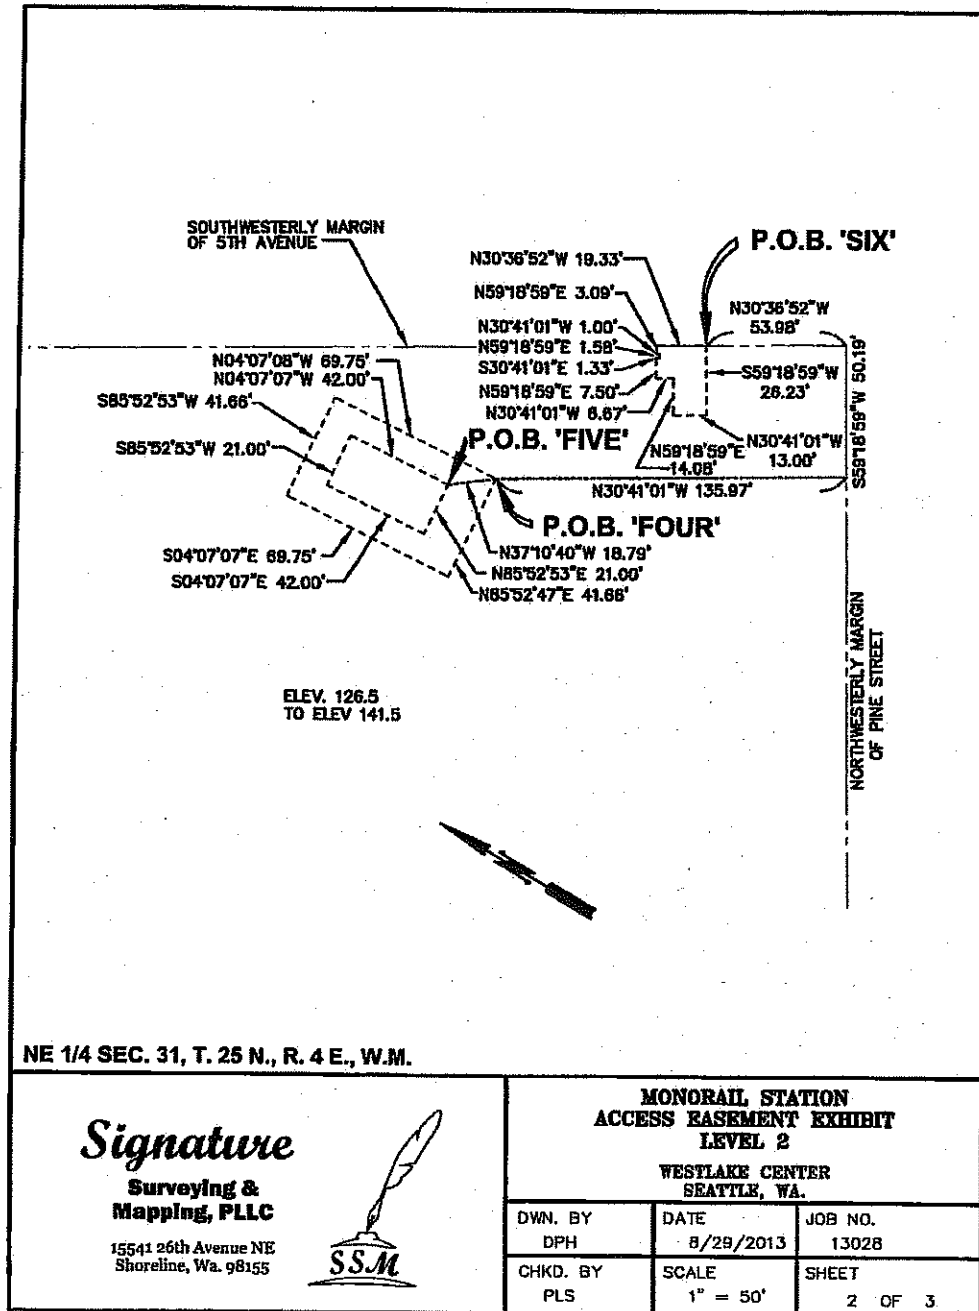 SOUTHWESTERLY MARGIN
OF 5TH AVENUE
P.O.B. 'SIX'
N30°36'52"W 19.33'
N59°18'59"E 3.09'
N30°41'01"W 1.00'
N59°18'59"E 1.58'
S30°41'01"E 1.33'
N59°18'59"E 7.50'
N30°41'01"W 6.67'
N30°36'52"W
53.98'
S59°18'59"W
26.23'
S59°18'59"W 50.19'
N30°41'01"W
13.00'
N59°18'59"E
14.08'
N30°41'01"W 135.97'
N04°07'08"W 69.75'
N04°07'07"W 42.00'
S85°52'53"W 41.66'
S85°52'53"W 21.00'
P.O.B. 'FIVE'
P.O.B. 'FOUR'
N37°10'40"W 18.79'
N85°52'53"E 21.00'
N85°52'47"E 41.66'
S04°07'07"E 69.75'
S04°07'07"E 42.00'
NORTHWESTERLY MARGIN
OF PINE STREET
ELEV. 126.5
TO ELEV 141.5
NE 1/4 SEC. 31, T. 25 N., R. 4 E., W.M.
Signature
Surveying &
Mapping, PLLC
15541 26th Avenue NE
Shoreline, Wa. 98155
SSM
MONORAIL STATION
ACCESS EASEMENT EXHIBIT
LEVEL 2
WESTLAKE CENTER
SEATTLE, WA.
DWN. BY
DPH
DATE
8/29/2013
JOB NO.
13028
CHKD. BY
PLS
SCALE
1" = 50'
SHEET
2 OF 3